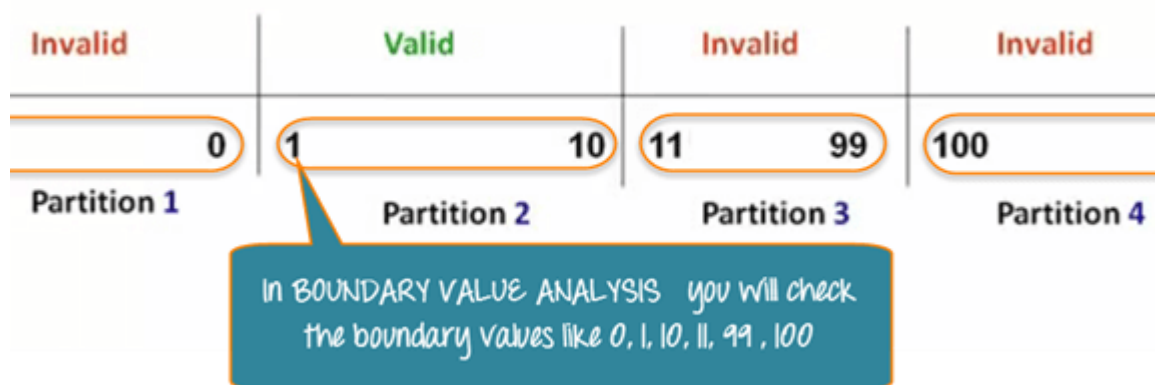 Invalid Valid Invalid Invalid
0 1 10 11 99 100
Partition 1 Partition 2 Partition 3 Partition 4
In BOUNDARY VALUE ANALYSIS you will check
the boundary values like 0, 1, 10, 11, 99 , 100